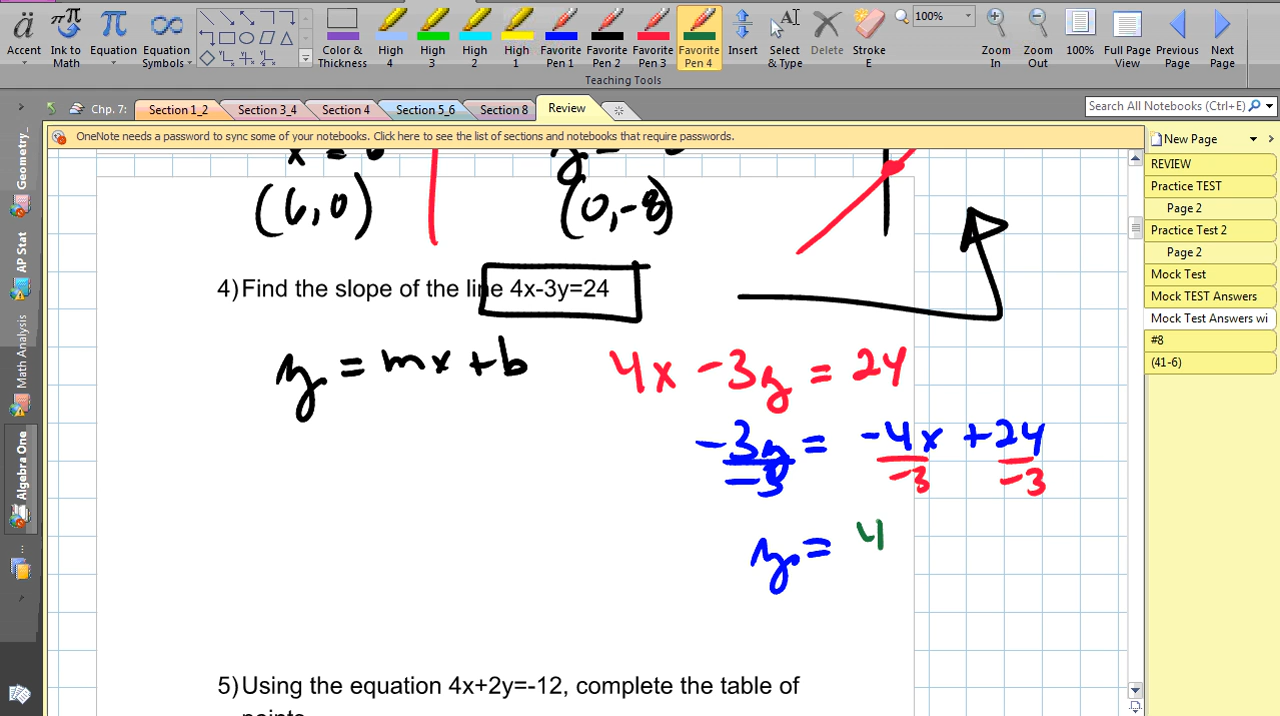 Accent
Ink to Math
Equation
Equation Symbols
Color & Thickness
High 4
High 3
High 2
High 1
Favorite Pen 1
Favorite Pen 2
Favorite Pen 3
Favorite Pen 4
Insert
Select & Type
Delete
Stroke E
100%
Zoom In
Zoom Out
100%
Full Page View
Previous Page
Next Page
Teaching Tools
Chp. 7:
Section 1_2
Section 3_4
Section 4
Section 5_6
Section 8
Review
Search All Notebooks (Ctrl+E)
OneNote needs a password to sync some of your notebooks. Click here to see the list of sections and notebooks that require passwords.
New Page
REVIEW
Practice TEST
Page 2
Practice Test 2
Page 2
Mock Test
Mock TEST Answers
Mock Test Answers wi
#8
(41-6)
Geometry...
AP Stat
Math Analysis
Algebra One
(6,0)
(0,-8)
4) Find the slope of the line 4x-3y=24
y = mx + b
4x - 3y = 24
-3y = -4x + 24
-3 -3 -3
y = 4
5) Using the equation 4x+2y=-12, complete the table of
points